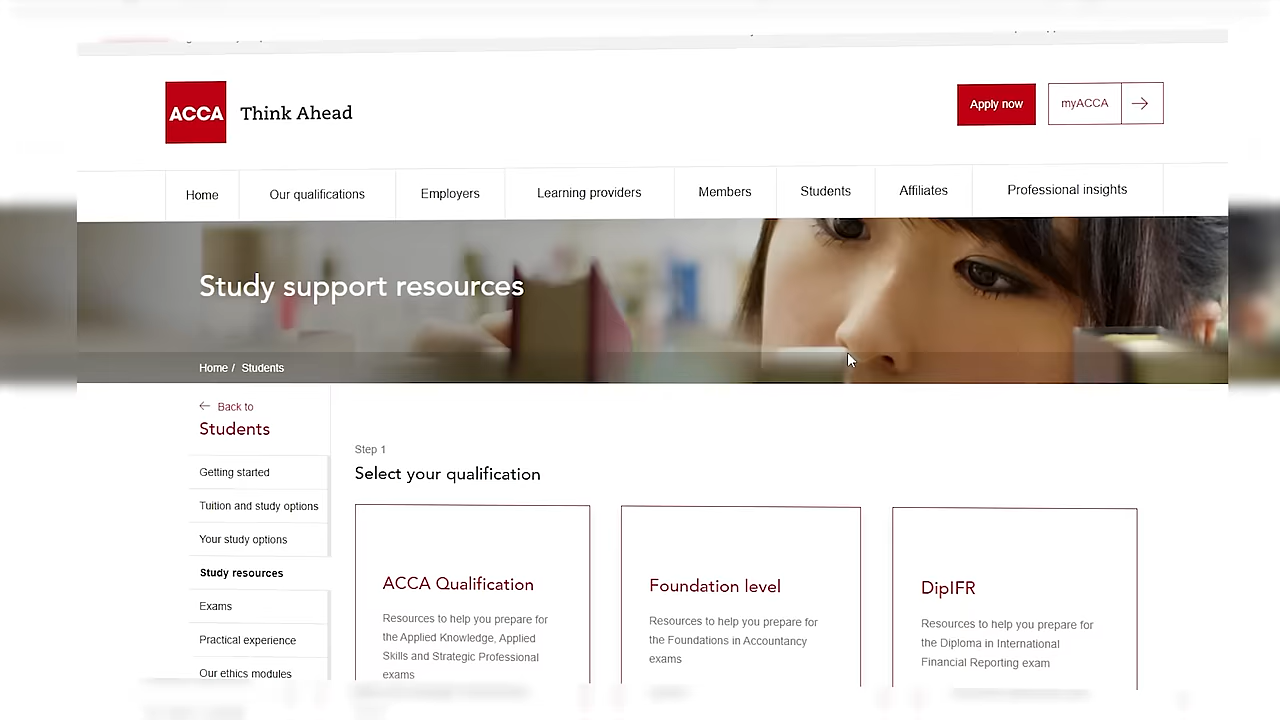 ACCA
Think Ahead
Apply now
myACCA
Home
Our qualifications
Employers
Learning providers
Members
Students
Affiliates
Professional insights
Study support resources
Home / Students
Back to
Students
Getting started
Tuition and study options
Your study options
Study resources
Exams
Practical experience
Our ethics modules
Step 1
Select your qualification
ACCA Qualification
Resources to help you prepare for
the Applied Knowledge, Applied
Skills and Strategic Professional
exams
Foundation level
Resources to help you prepare for
the Foundations in Accountancy
exams
DipIFR
Resources to help you prepare for
the Diploma in International
Financial Reporting exam